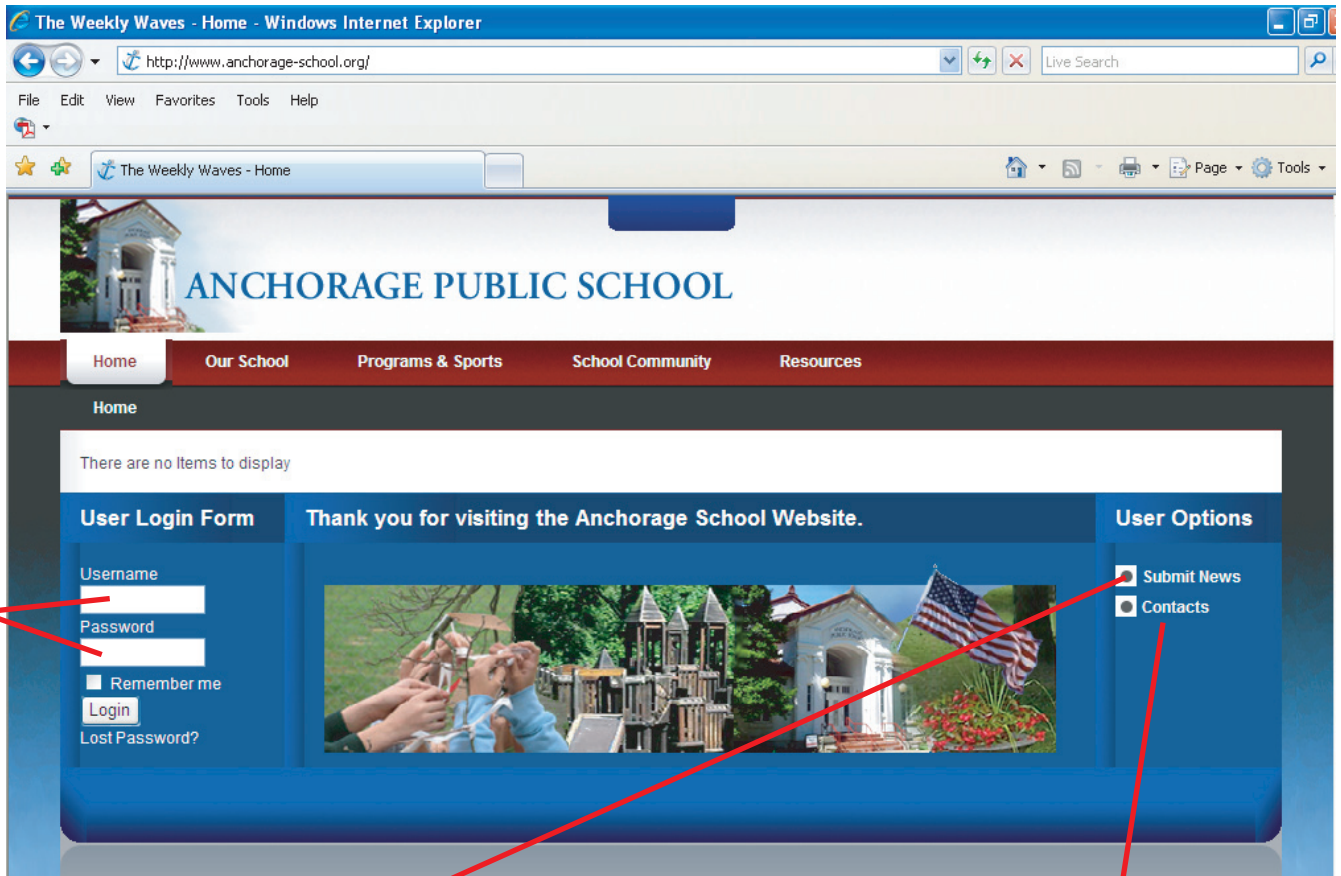 The Weekly Waves - Home - Windows Internet Explorer
http://www.anchorage-school.org/
Live Search
File Edit View Favorites Tools Help
The Weekly Waves - Home
Page Tools
ANCHORAGE PUBLIC SCHOOL
Home Our School Programs & Sports School Community Resources
Home
There are no Items to display
User Login Form
Thank you for visiting the Anchorage School Website.
User Options
Username
Password
Remember me
Login
Lost Password?
Submit News
Contacts